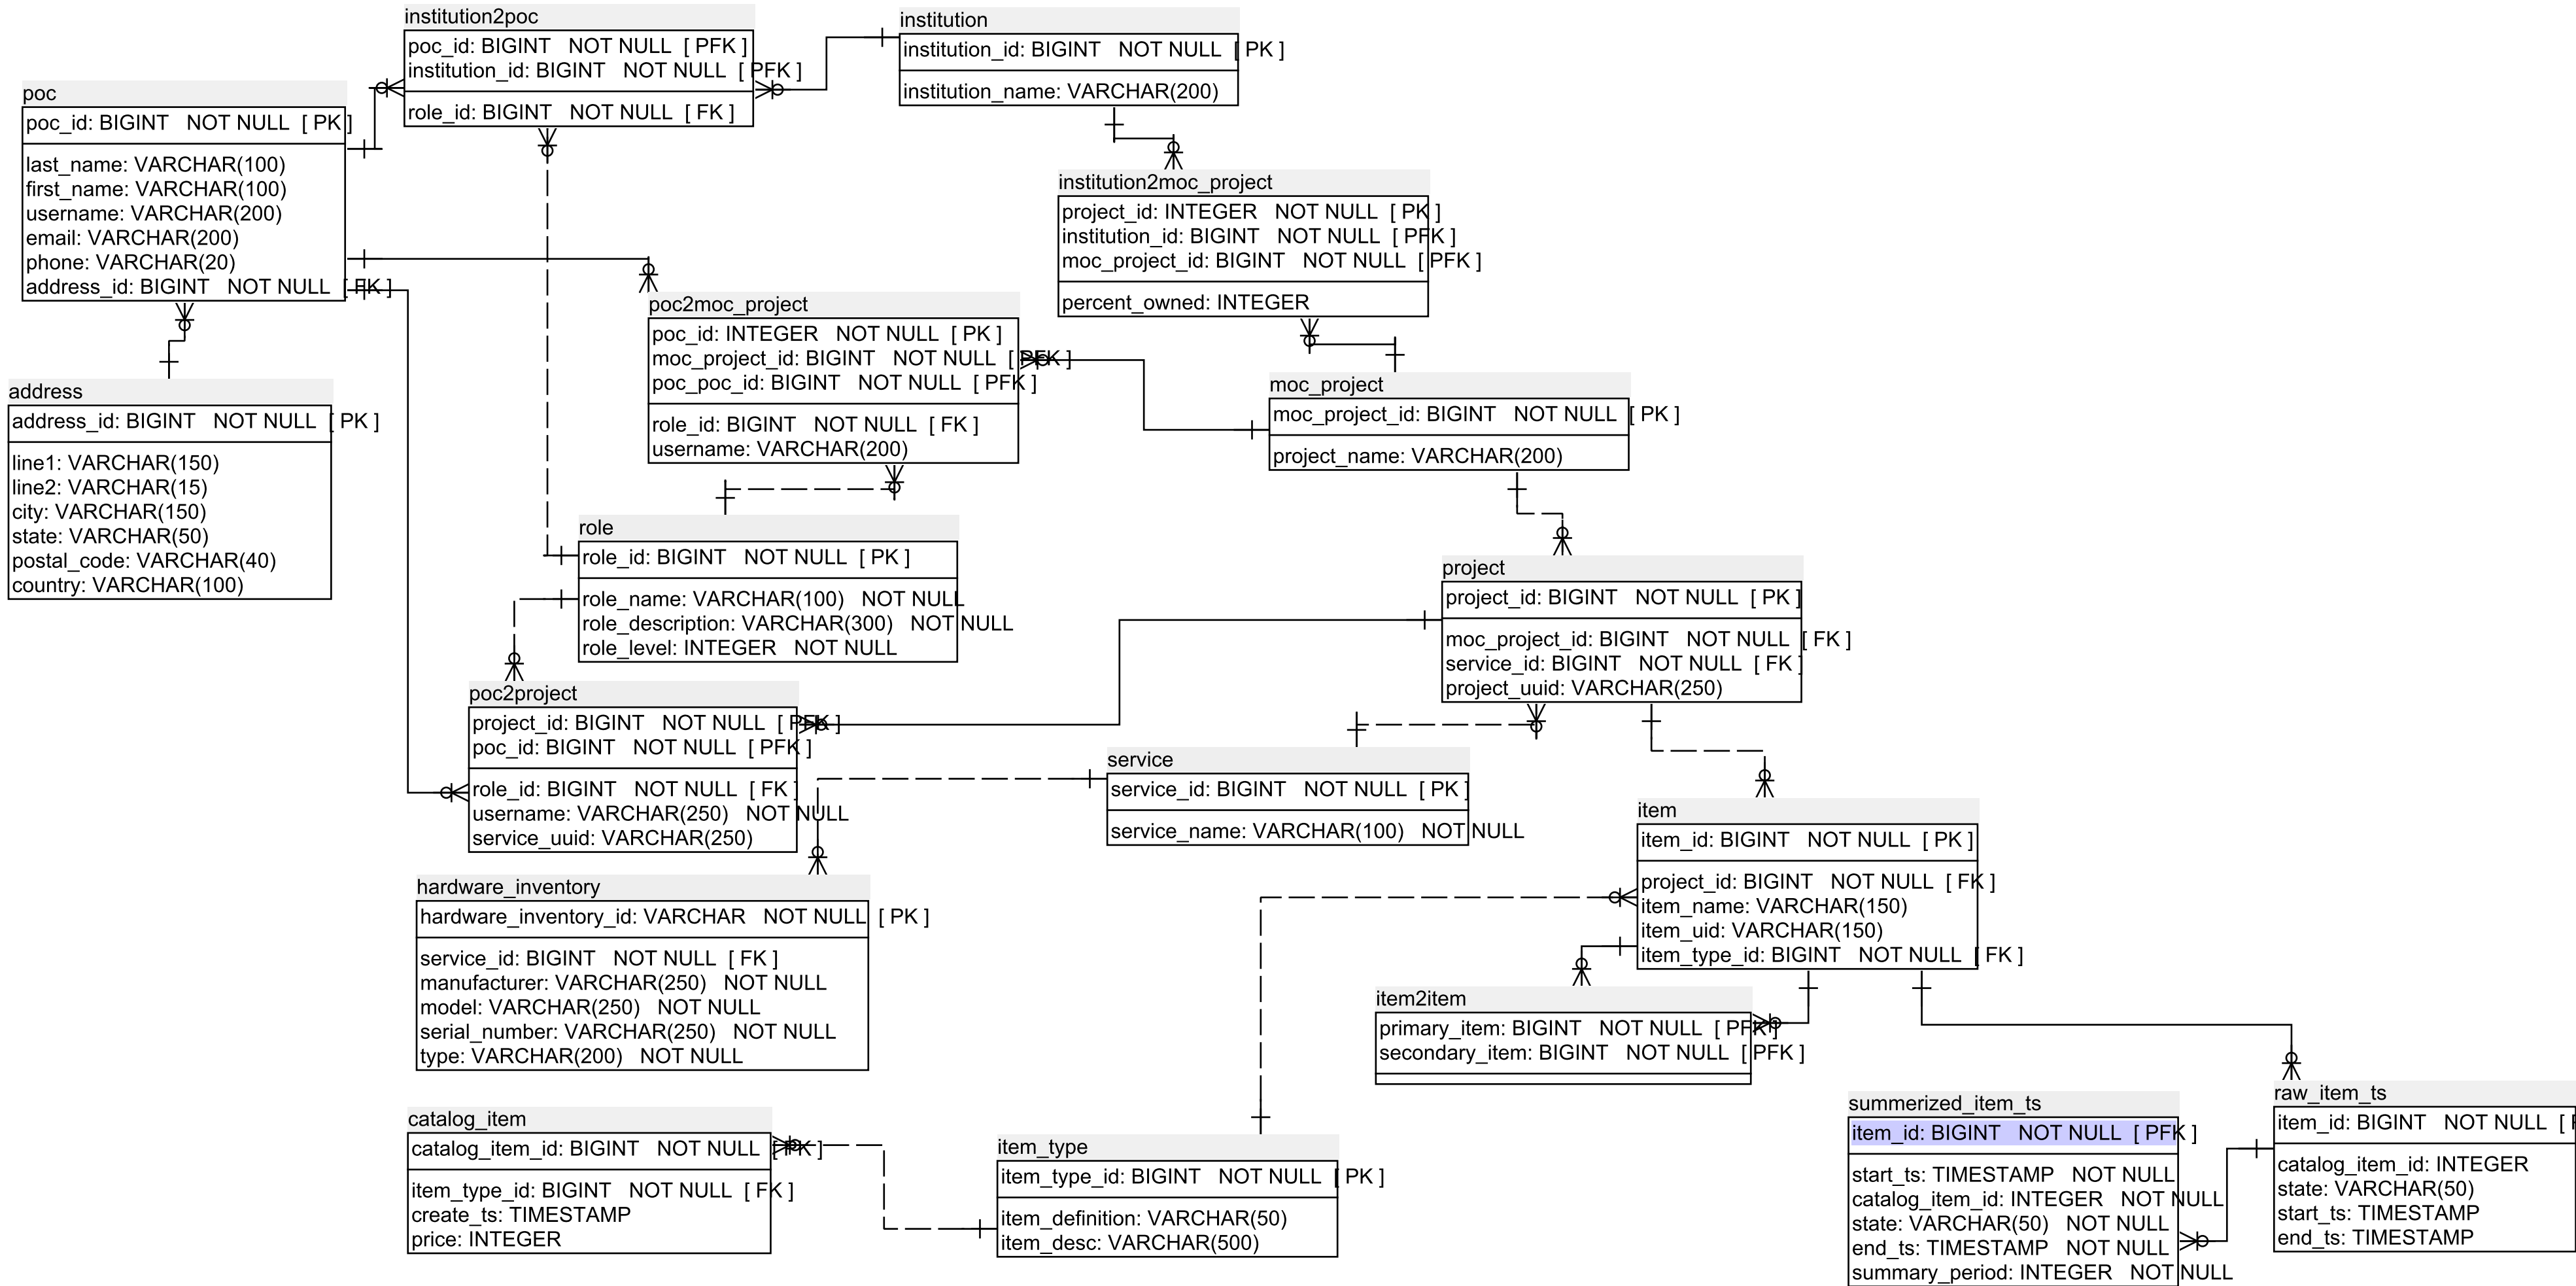 institution2poc
poc_id: BIGINT NOT NULL [ PFK ]
institution_id: BIGINT NOT NULL [ PFK ]
role_id: BIGINT NOT NULL [ FK ]
institution
institution_id: BIGINT NOT NULL [ PK ]
institution_name: VARCHAR(200)
poc
poc_id: BIGINT NOT NULL [ PK ]
last_name: VARCHAR(100)
first_name: VARCHAR(100)
username: VARCHAR(200)
email: VARCHAR(200)
phone: VARCHAR(20)
address_id: BIGINT NOT NULL [ FK ]
institution2moc_project
project_id: INTEGER NOT NULL [ PK ]
institution_id: BIGINT NOT NULL [ PFK ]
moc_project_id: BIGINT NOT NULL [ PFK ]
percent_owned: INTEGER
poc2moc_project
poc_id: INTEGER NOT NULL [ PK ]
moc_project_id: BIGINT NOT NULL [ PFK ]
poc_poc_id: BIGINT NOT NULL [ PFK ]
role_id: BIGINT NOT NULL [ FK ]
username: VARCHAR(200)
address
address_id: BIGINT NOT NULL [ PK ]
line1: VARCHAR(150)
line2: VARCHAR(15)
city: VARCHAR(150)
state: VARCHAR(50)
postal_code: VARCHAR(40)
country: VARCHAR(100)
moc_project
moc_project_id: BIGINT NOT NULL [ PK ]
project_name: VARCHAR(200)
role
role_id: BIGINT NOT NULL [ PK ]
role_name: VARCHAR(100) NOT NULL
role_description: VARCHAR(300) NOT NULL
role_level: INTEGER NOT NULL
project
project_id: BIGINT NOT NULL [ PK ]
moc_project_id: BIGINT NOT NULL [ FK ]
service_id: BIGINT NOT NULL [ FK ]
project_uuid: VARCHAR(250)
poc2project
project_id: BIGINT NOT NULL [ PFK ]
poc_id: BIGINT NOT NULL [ PFK ]
role_id: BIGINT NOT NULL [ FK ]
username: VARCHAR(250) NOT NULL
service_uuid: VARCHAR(250)
service
service_id: BIGINT NOT NULL [ PK ]
service_name: VARCHAR(100) NOT NULL
item
item_id: BIGINT NOT NULL [ PK ]
project_id: BIGINT NOT NULL [ FK ]
item_name: VARCHAR(150)
item_uid: VARCHAR(150)
item_type_id: BIGINT NOT NULL [ FK ]
hardware_inventory
hardware_inventory_id: VARCHAR NOT NULL [ PK ]
service_id: BIGINT NOT NULL [ FK ]
manufacturer: VARCHAR(250) NOT NULL
model: VARCHAR(250) NOT NULL
serial_number: VARCHAR(250) NOT NULL
type: VARCHAR(200) NOT NULL
item2item
primary_item: BIGINT NOT NULL [ PFK ]
secondary_item: BIGINT NOT NULL [ PFK ]
catalog_item
catalog_item_id: BIGINT NOT NULL [ PK ]
item_type_id: BIGINT NOT NULL [ FK ]
create_ts: TIMESTAMP
price: INTEGER
item_type
item_type_id: BIGINT NOT NULL [ PK ]
item_definition: VARCHAR(50)
item_desc: VARCHAR(500)
summerized_item_ts
item_id: BIGINT NOT NULL [ PFK ]
start_ts: TIMESTAMP NOT NULL
catalog_item_id: INTEGER NOT NULL
state: VARCHAR(50) NOT NULL
end_ts: TIMESTAMP NOT NULL
summary_period: INTEGER NOT NULL
raw_item_ts
item_id: BIGINT NOT NULL [
catalog_item_id: INTEGER
state: VARCHAR(50)
start_ts: TIMESTAMP
end_ts: TIMESTAMP